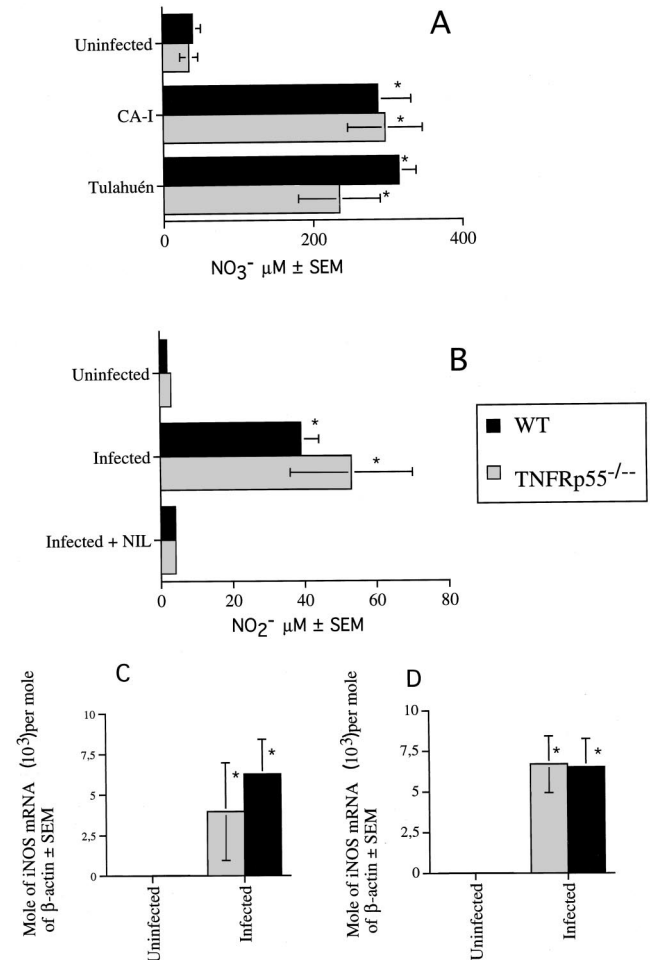 A
Uninfected
CA-I
Tulahuén
*
*
*
*
0
200
400
NO3⁻ μM ± SEM
B
Uninfected
Infected
Infected + NIL
*
*
0
20
40
60
80
NO2⁻ μM ± SEM
WT
TNFRp55⁻/⁻⁻
C
Mole of iNOS mRNA (10³)per mole
of β-actin ± SEM
10
7,5
5
2,5
0
*
*
Uninfected
Infected
D
Mole of iNOS mRNA (10³)per mole
of β-actin ± SEM
10
7,5
5
2,5
0
*
*
Uninfected
Infected